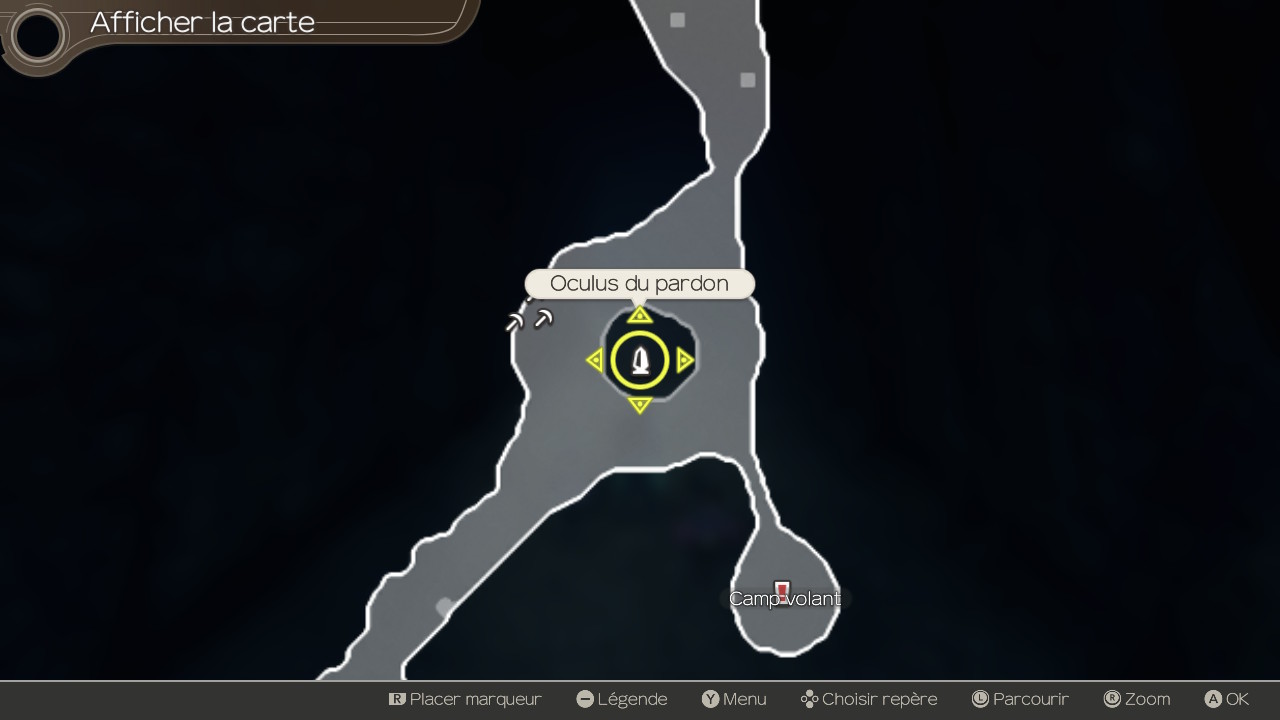 Afficher la carte
Oculus du pardon
Camp volant
R Placer marqueur
Légende
Y Menu
Choisir repère
L Parcourir
R Zoom
A OK